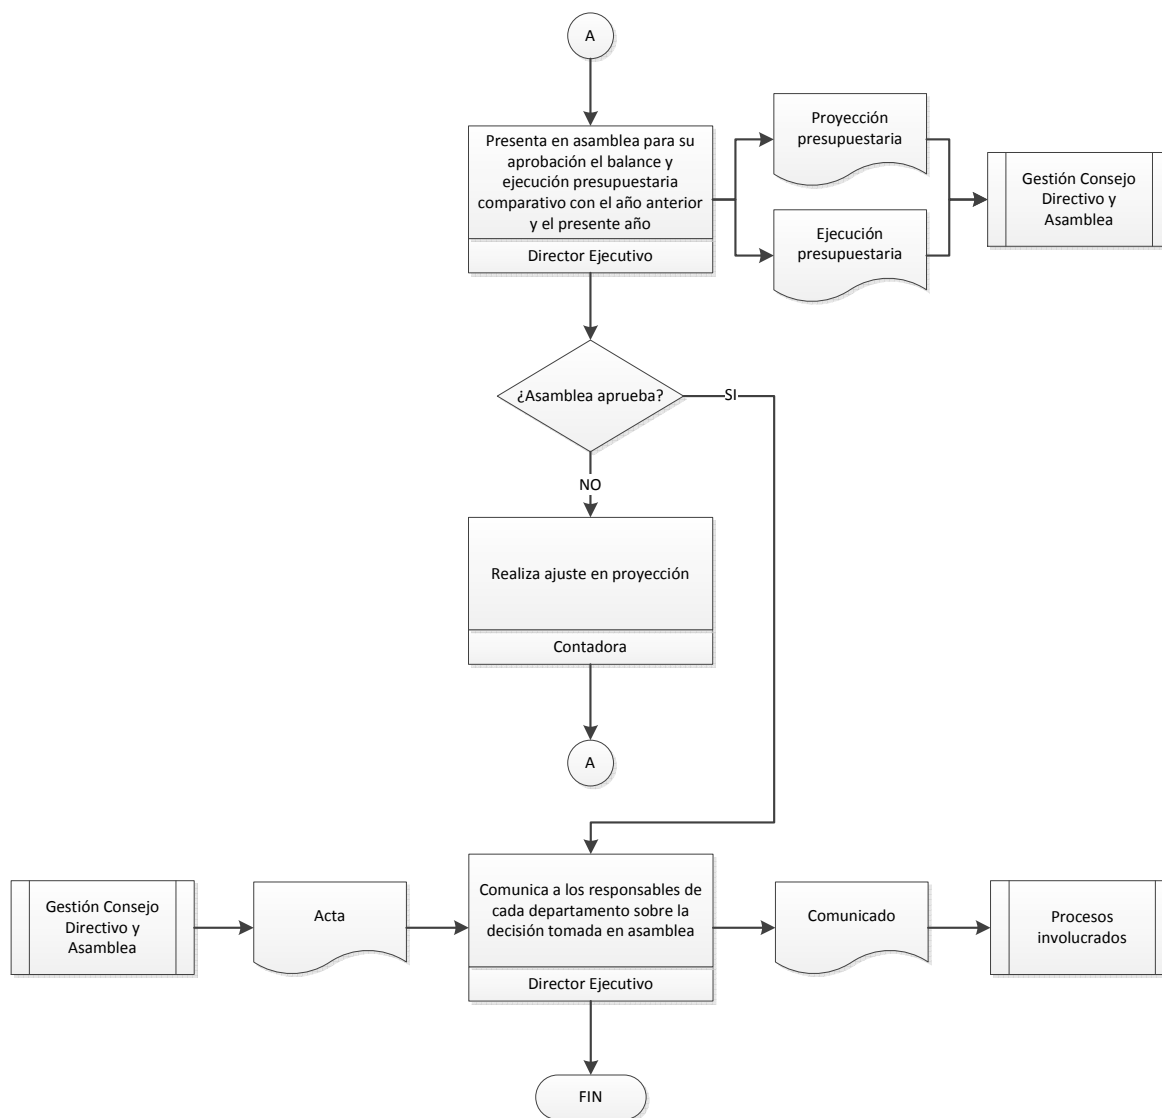 A
Presenta en asamblea para su
aprobación el balance y
ejecución presupuestaria
comparativo con el año anterior
y el presente año
Director Ejecutivo
Proyección
presupuestaria
Ejecución
presupuestaria
Gestión Consejo
Directivo y
Asamblea
¿Asamblea aprueba?
SI
NO
Realiza ajuste en proyección
Contadora
A
Gestión Consejo
Directivo y
Asamblea
Acta
Comunica a los responsables de
cada departamento sobre la
decisión tomada en asamblea
Director Ejecutivo
Comunicado
Procesos
involucrados
FIN